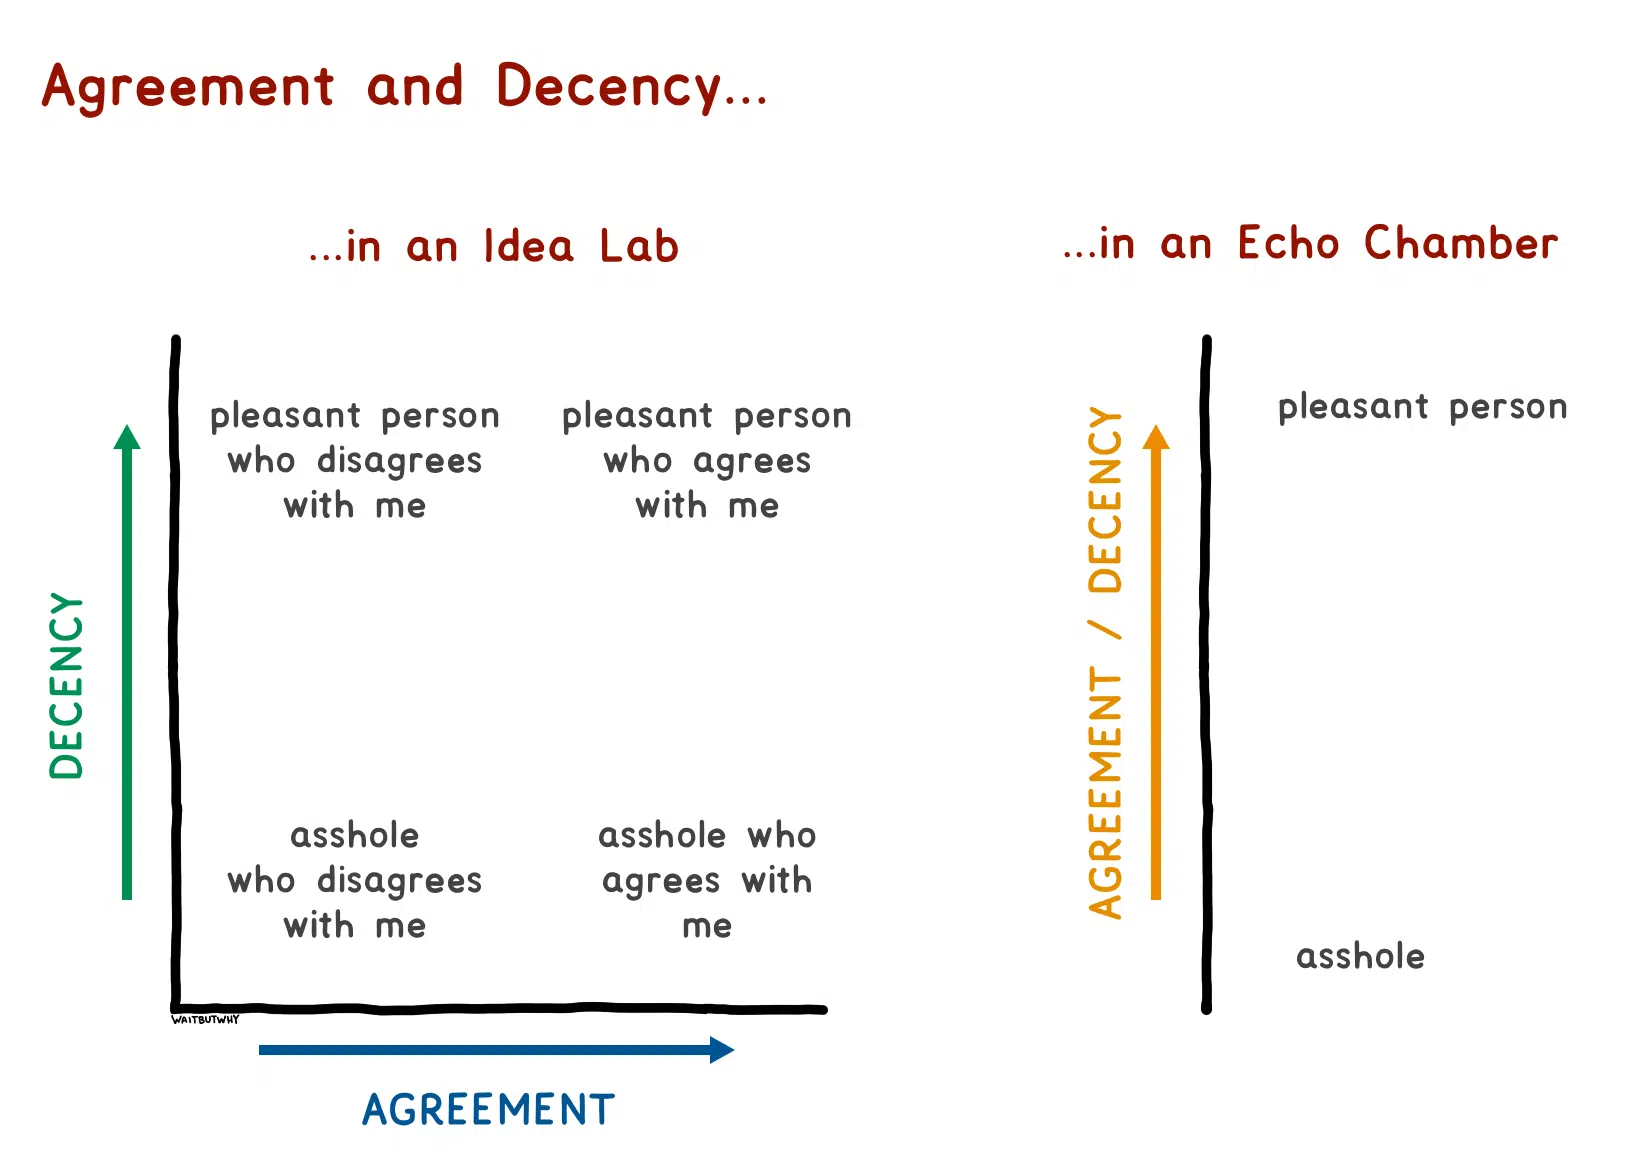 Agreement and Decency...
...in an Idea Lab
pleasant person
who disagrees
with me
pleasant person
who agrees
with me
DECENCY
asshole
who disagrees
with me
asshole who
agrees with
me
WAITBUTWHY
AGREEMENT
...in an Echo Chamber
pleasant person
AGREEMENT / DECENCY
asshole